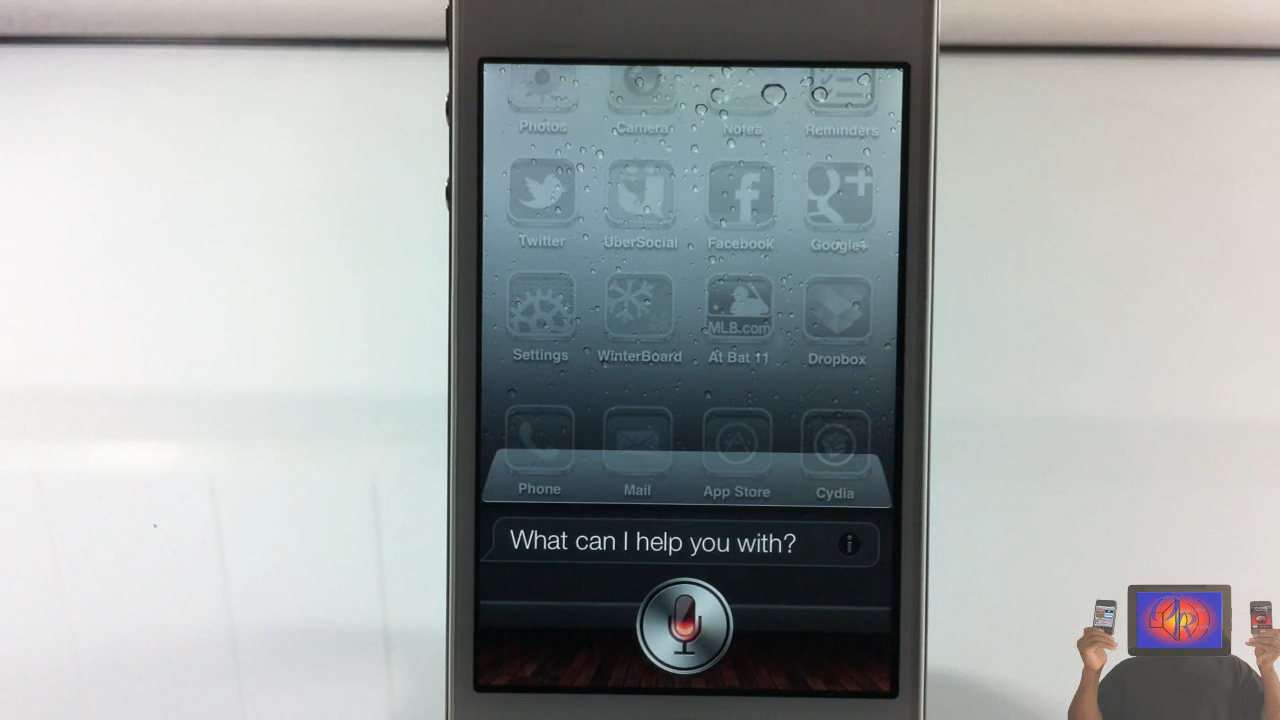 Photos Camera Notes Reminders
Twitter UberSocial Facebook Google+
MLB.com
Settings WinterBoard At Bat 11 Dropbox
Phone Mail App Store Cydia
What can I help you with?